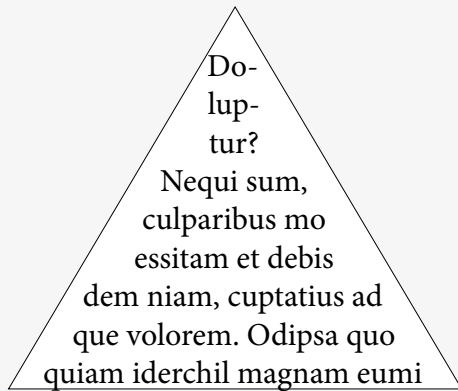 Do-
lup-
tur?
Nequi sum,
culparibus mo
essitam et debis
dem niam, cuptatius ad
que volorem. Odipsa quo
quiam iderchil magnam eumi